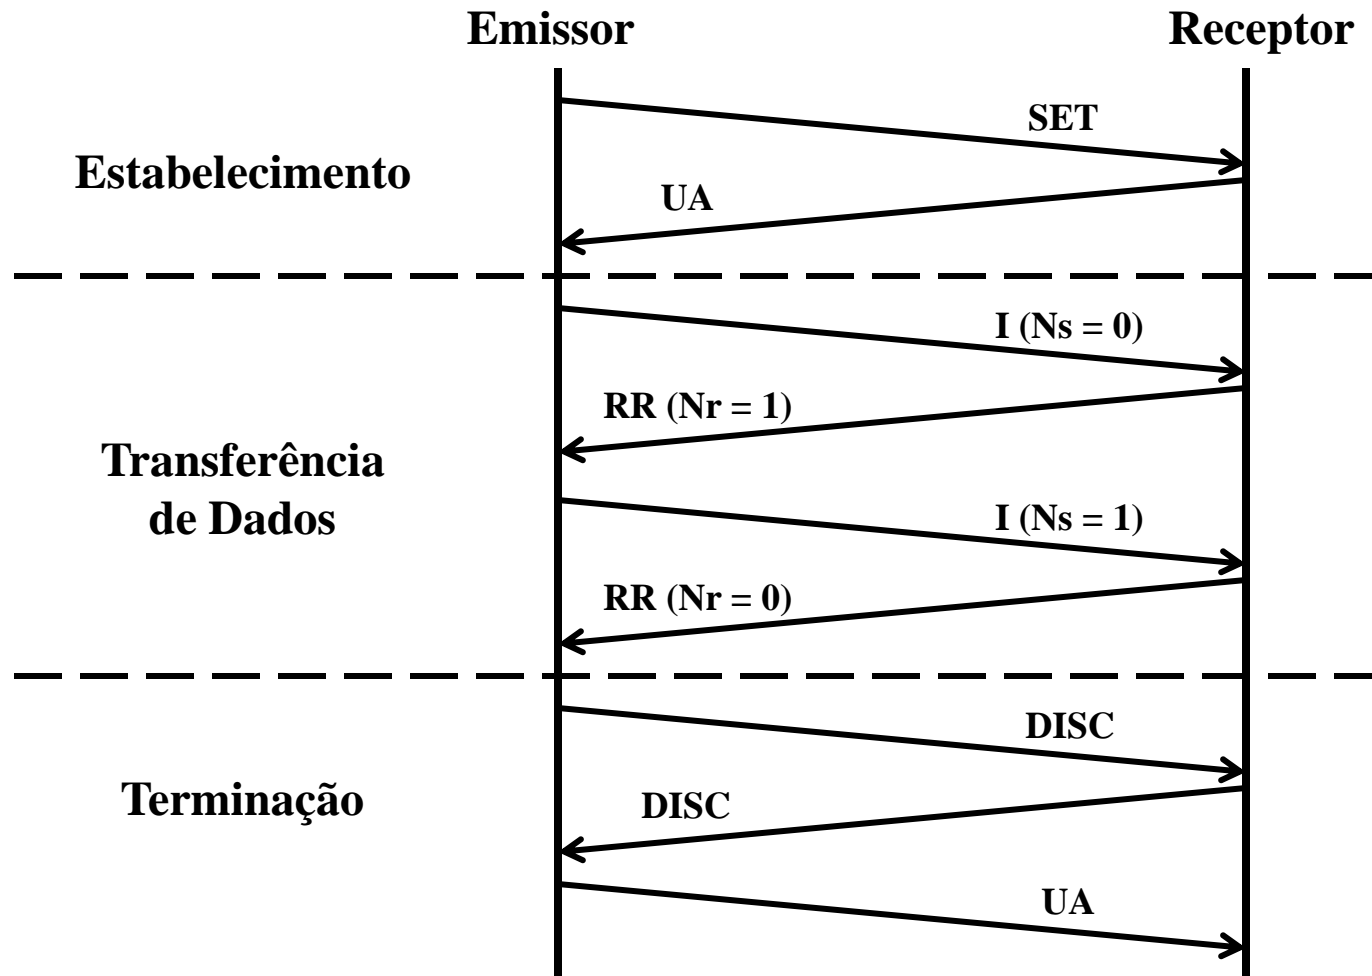 Emissor
Receptor
SET
Estabelecimento
UA
I (Ns = 0)
RR (Nr = 1)
Transferência
de Dados
I (Ns = 1)
RR (Nr = 0)
DISC
Terminação
DISC
UA